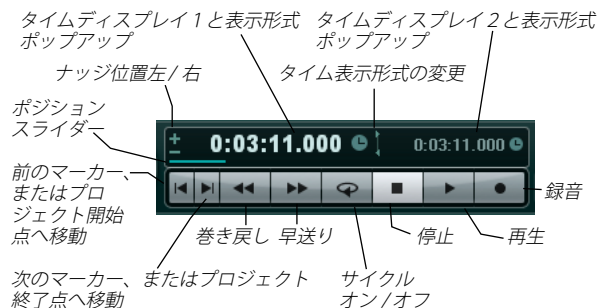 タイムディスプレイ1と表示形式
ポップアップ
タイムディスプレイ2と表示形式
ポップアップ
ナッジ位置左/右
タイム表示形式の変更
ポジション
スライダー
0:03:11.000
0:03:11.000
前のマーカー、
またはプロ
ジェクト開始
点へ移動
録音
巻き戻し
早送り
停止
再生
次のマーカー、またはプロジェクト
終了点へ移動
サイクル
オン/オフ